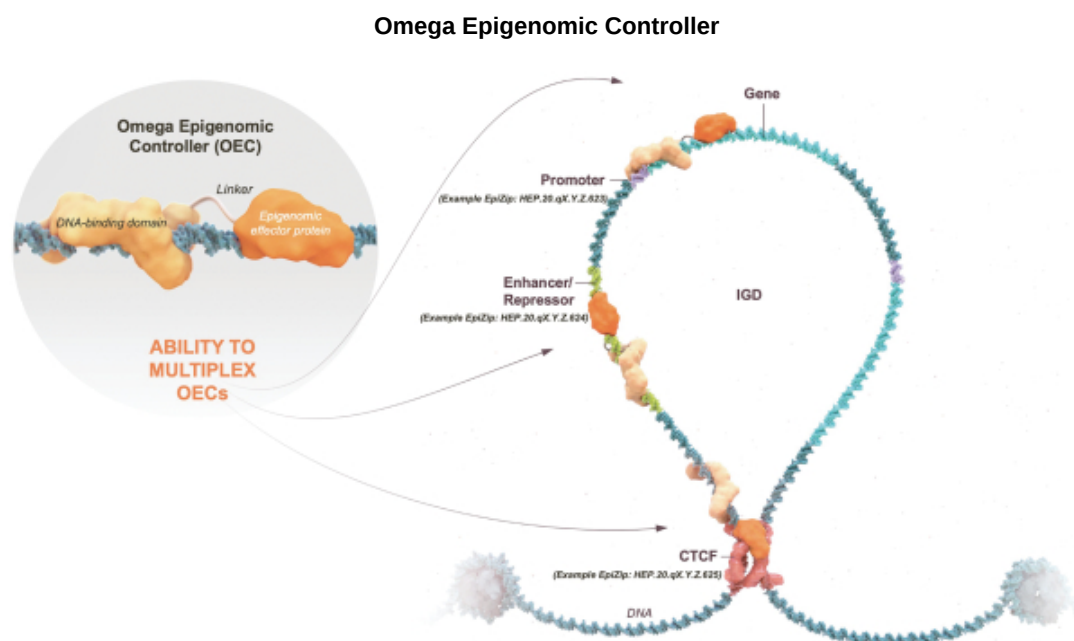 Omega Epigenomic Controller
Omega Epigenomic
Controller (OEC)
Linker
DNA-binding domain
Epigenomic
effector protein
ABILITY TO
MULTIPLEX
OECs
Gene
Promoter
(Example EpiZip: HEP.20.qX.Y.Z.623)
Enhancer/
Repressor
(Example EpiZip: HEP.20.qX.Y.Z.624)
IGD
CTCF
(Example EpiZip: HEP.20.qX.Y.Z.625)
DNA